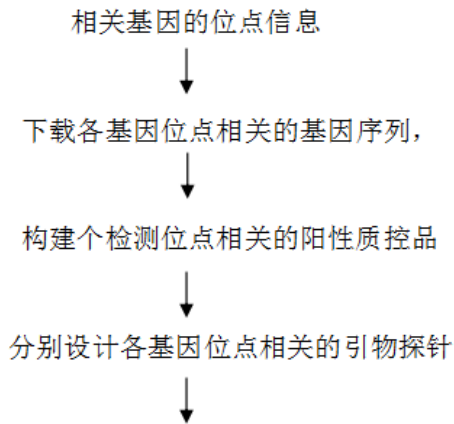 相关基因的位点信息
下载各基因位点相关的基因序列，
构建个检测位点相关的阳性质控品
分别设计各基因位点相关的引物探针